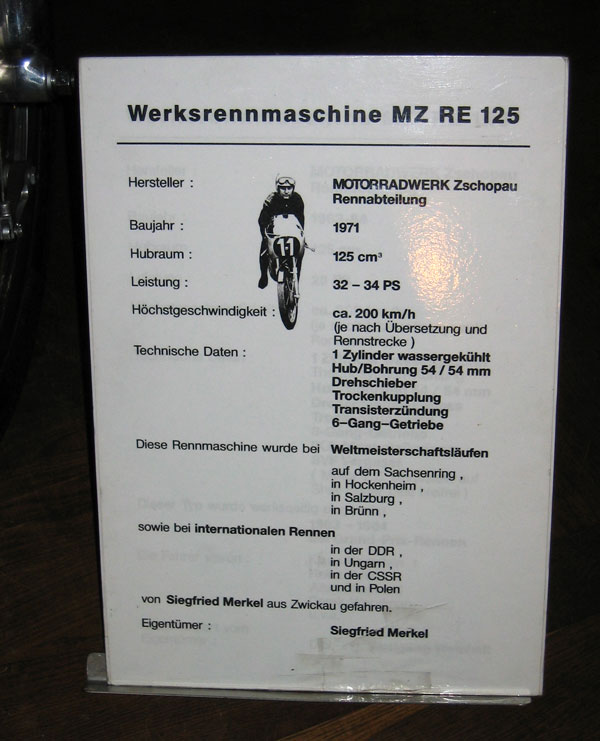 Werksrennmaschine MZ RE 125
Hersteller : MOTORRADWERK Zschopau
Rennabteilung
Baujahr : 1971
Hubraum : 125 cm³
Leistung : 32 – 34 PS
Höchstgeschwindigkeit : ca. 200 km/h
(je nach Übersetzung und
Rennstrecke )
Technische Daten : 1 Zylinder wassergekühlt
Hub/Bohrung 54 / 54 mm
Drehschieber
Trockenkupplung
Transisterzündung
6–Gang–Getriebe
Diese Rennmaschine wurde bei Weltmeisterschaftsläufen
auf dem Sachsenring ,
in Hockenheim ,
in Salzburg ,
in Brünn ,
sowie bei internationalen Rennen
in der DDR ,
in Ungarn ,
in der CSSR
und in Polen
von Siegfried Merkel aus Zwickau gefahren.
Eigentümer : Siegfried Merkel
11